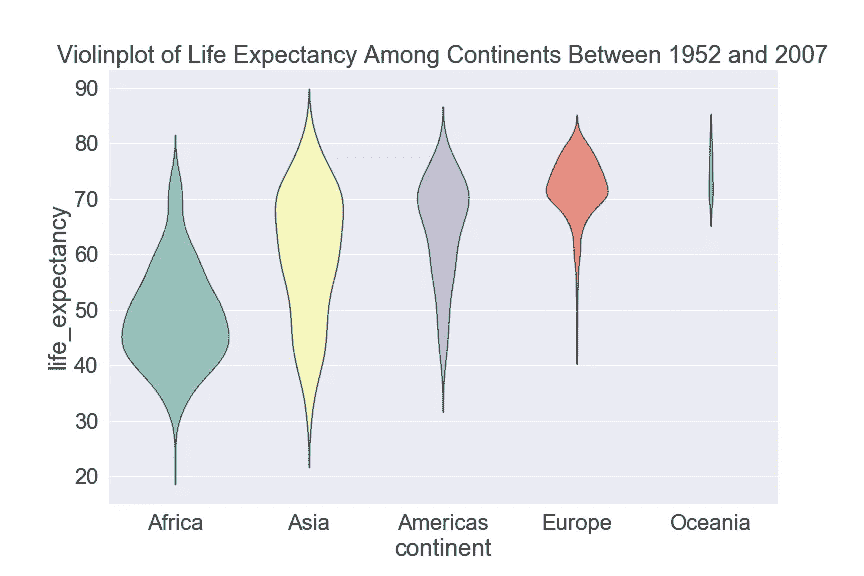 Violinplot of Life Expectancy Among Continents Between 1952 and 2007
90
80
70
60
50
40
30
20
life_expectancy
Africa Asia Americas Europe Oceania
continent